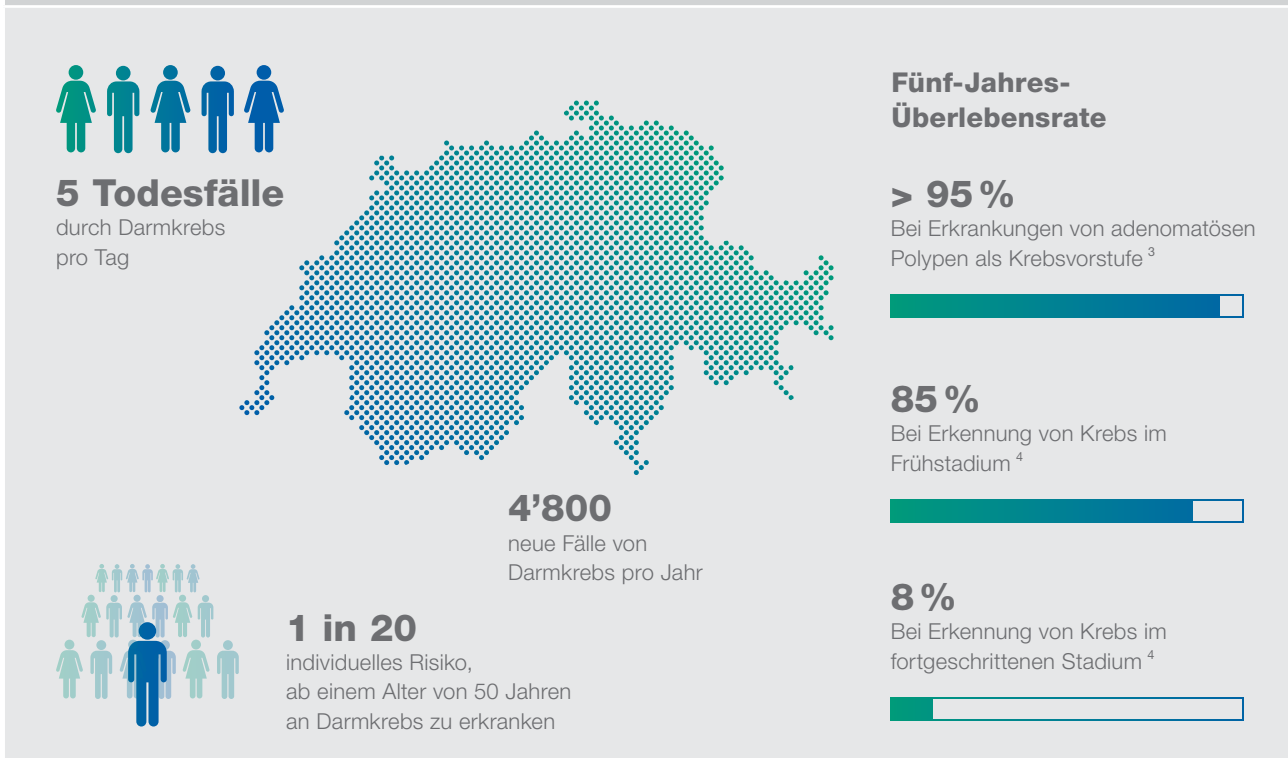 5 Todesfälle
durch Darmkrebs
pro Tag
4’800
neue Fälle von
Darmkrebs pro Jahr
1 in 20
individuelles Risiko,
ab einem Alter von 50 Jahren
an Darmkrebs zu erkranken
Fünf-Jahres-
Überlebensrate
> 95 %
Bei Erkrankungen von adenomatösen
Polypen als Krebsvorstufe ³
85 %
Bei Erkennung von Krebs im
Frühstadium ⁴
8 %
Bei Erkennung von Krebs im
fortgeschrittenen Stadium ⁴